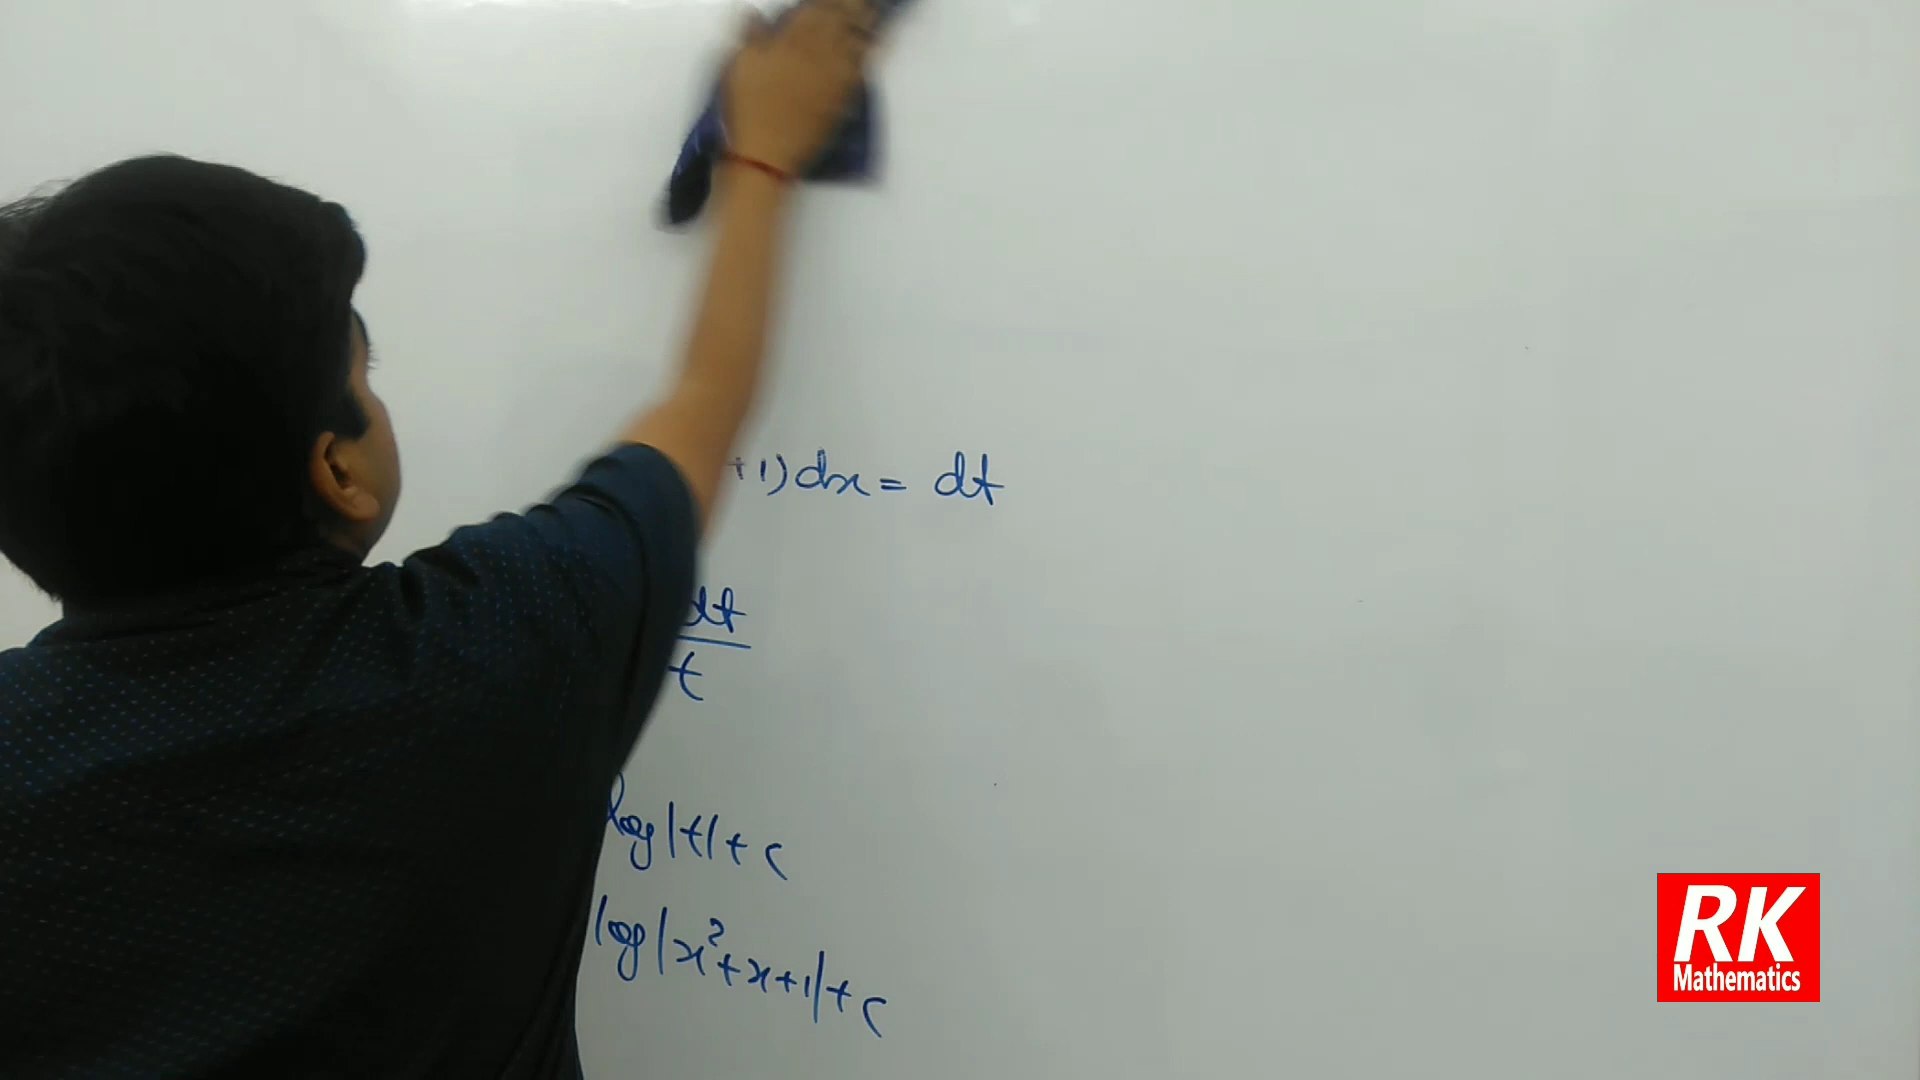 +1)dx = dt
dt
t
log|t|+c
log|x²+x+1|+c
RK
Mathematics